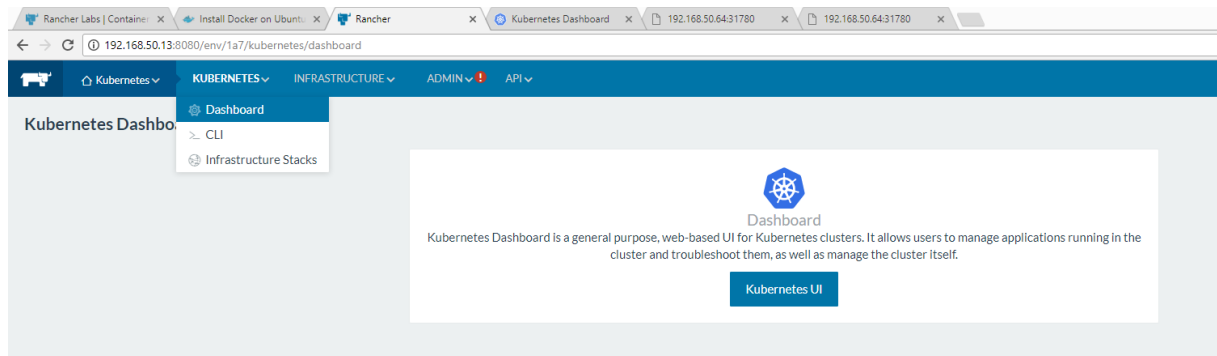 Rancher Labs | Container
Install Docker on Ubuntu
Rancher
Kubernetes Dashboard
192.168.50.64:31780
192.168.50.64:31780
192.168.50.13:8080/env/1a7/kubernetes/dashboard
Kubernetes
KUBERNETES
INFRASTRUCTURE
ADMIN
!
API
Dashboard
CLI
Infrastructure Stacks
Kubernetes Dashbo
Dashboard
Kubernetes Dashboard is a general purpose, web-based UI for Kubernetes clusters. It allows users to manage applications running in the
cluster and troubleshoot them, as well as manage the cluster itself.
Kubernetes UI